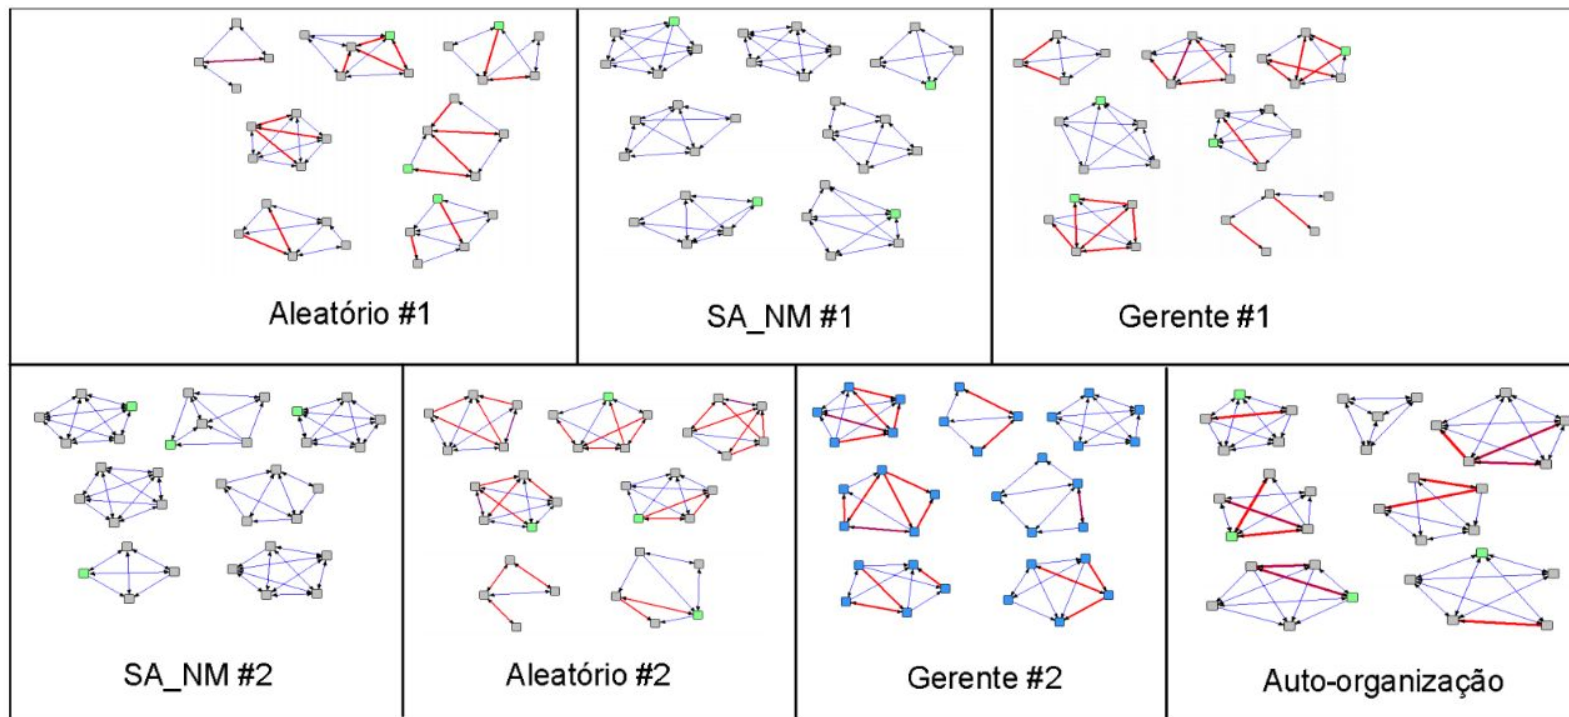 Aleatório #1
SA_NM #1
Gerente #1
SA_NM #2
Aleatório #2
Gerente #2
Auto-organização